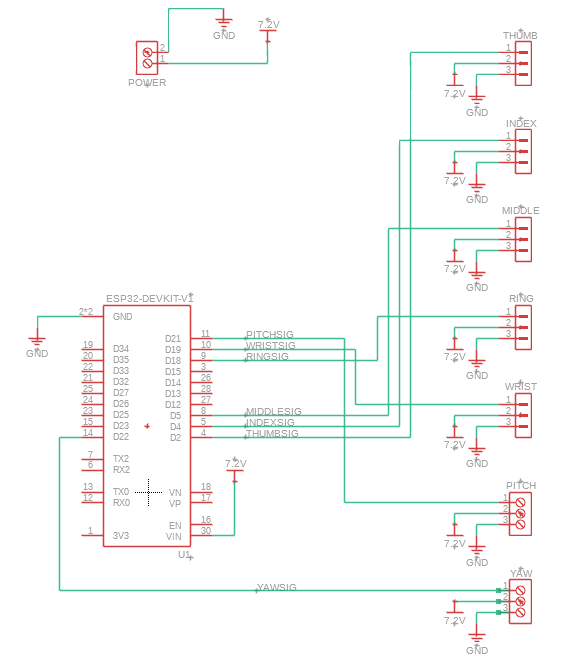 7.2V
GND
2
1
POWER
THUMB
1
2
3
7.2V
GND
INDEX
1
2
3
7.2V
GND
MIDDLE
1
2
3
7.2V
GND
RING
1
2
3
7.2V
GND
WRIST
1
2
3
7.2V
GND
PITCH
1
2
3
7.2V
GND
YAW
1
2
3
7.2V
GND
ESP32-DEVKIT-V1
2*2 GND
GND
19 D34
20 D35
22 D33
21 D32
25 D27
24 D26
23 D25
15 D23
14 D22
7 TX2
6 RX2
13 TX0
12 RX0
1 3V3
D21 11 PITCHSIG
D19 10 WRISTSIG
D18 9 RINGSIG
D15 3
D14 26
D13 28
D12 27
D5 8 MIDDLESIG
D4 5 INDEXSIG
D2 4 THUMBSIG
7.2V
VN 18
VP 17
EN 16
VIN 30
U1
YAWSIG